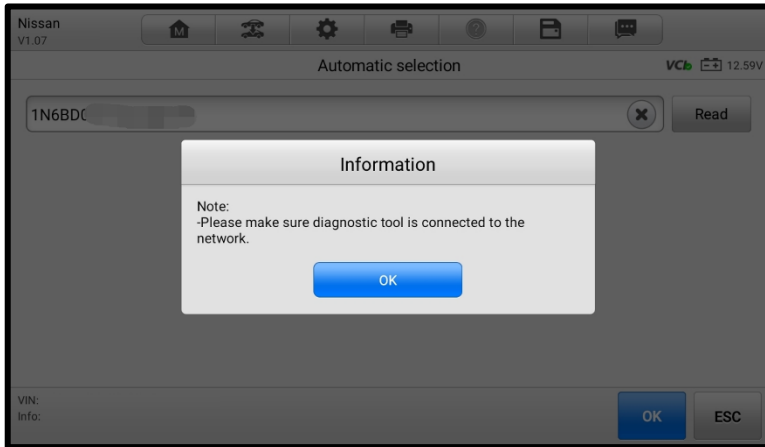 Nissan
V1.07
M
Automatic selection
VCI 12.59V
1N6BD
Read
Information
Note:
-Please make sure diagnostic tool is connected to the
network.
OK
VIN:
Info:
OK
ESC